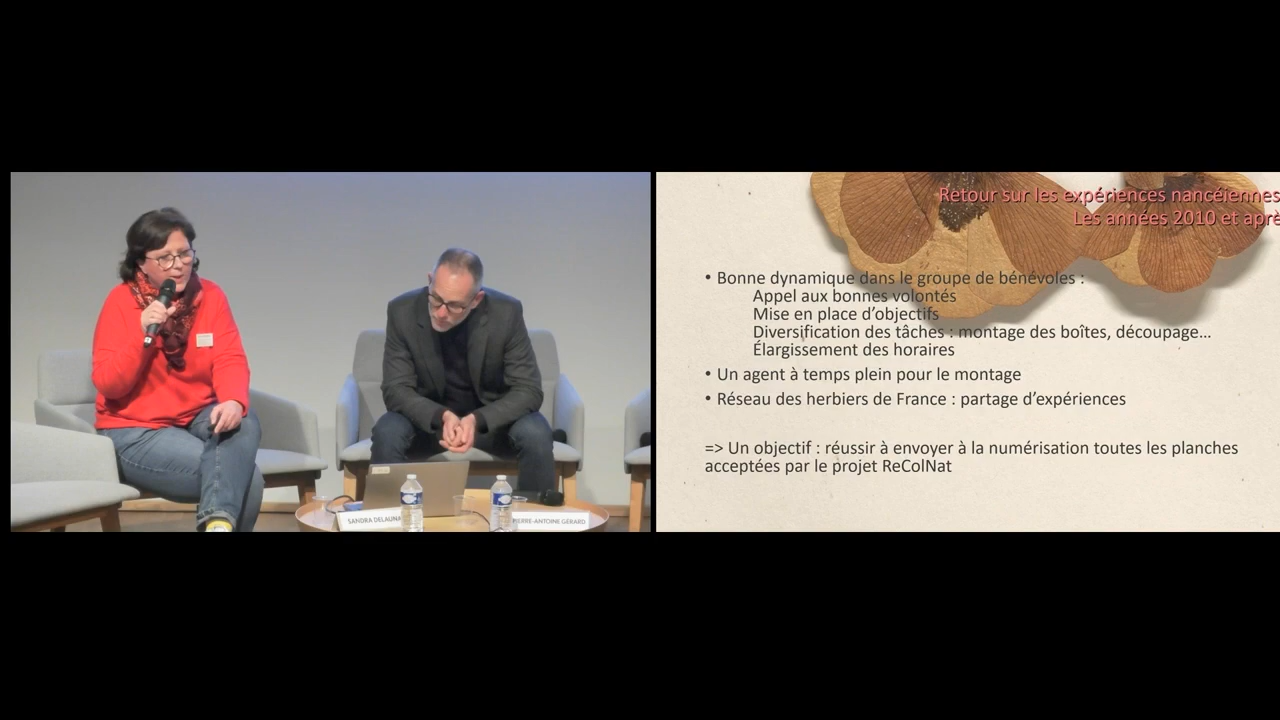 SANDRA DELAUNA
PIERRE-ANTOINE GÉRARD
Retour sur les expériences nancéiennes
Les années 2010 et aprè
• Bonne dynamique dans le groupe de bénévoles :
Appel aux bonnes volontés
Mise en place d’objectifs
Diversification des tâches : montage des boîtes, découpage…
Élargissement des horaires
• Un agent à temps plein pour le montage
• Réseau des herbiers de France : partage d’expériences
=> Un objectif : réussir à envoyer à la numérisation toutes les planches
acceptées par le projet ReColNat